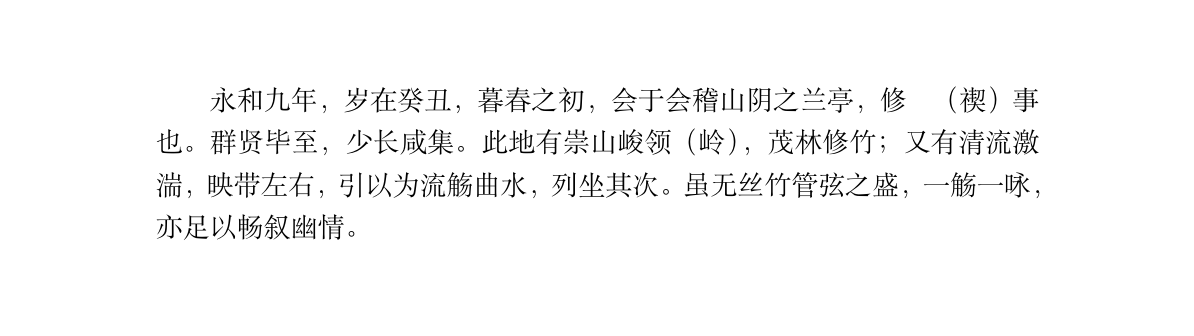 永和九年，岁在癸丑，暮春之初，会于会稽山阴之兰亭，修　（禊）事
也。群贤毕至，少长咸集。此地有崇山峻领（岭），茂林修竹；又有清流激
湍，映带左右，引以为流觞曲水，列坐其次。虽无丝竹管弦之盛，一觞一咏，
亦足以畅叙幽情。